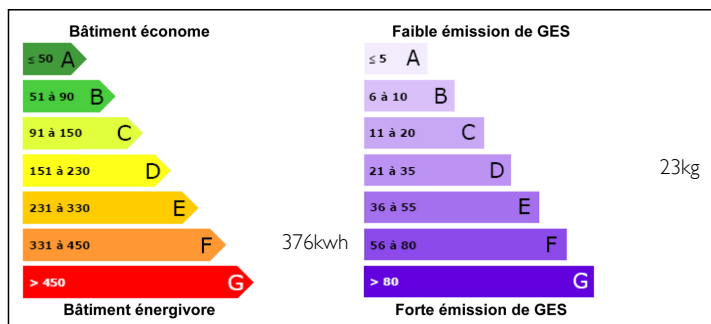 Bâtiment économe
≤ 50 A
51 à 90 B
91 à 150 C
151 à 230 D
231 à 330 E
331 à 450 F
376kwh
> 450 G
Bâtiment énergivore
Faible émission de GES
≤ 5 A
6 à 10 B
11 à 20 C
21 à 35 D
23kg
36 à 55 E
56 à 80 F
> 80 G
Forte émission de GES